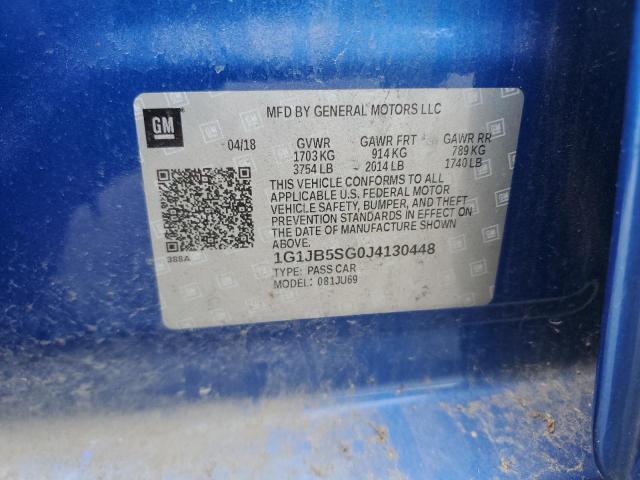 MFD BY GENERAL MOTORS LLC
GM
04/18 GVWR GAWR FRT GAWR RR
1703 KG 914 KG 789 KG
3754 LB 2014 LB 1740 LB
THIS VEHICLE CONFORMS TO ALL
APPLICABLE U.S. FEDERAL MOTOR
VEHICLE SAFETY, BUMPER, AND THEFT
PREVENTION STANDARDS IN EFFECT ON
THE DATE OF MANUFACTURE SHOWN
ABOVE.
388A
1G1JB5SG0J4130448
TYPE: PASS CAR
MODEL: 081JU69